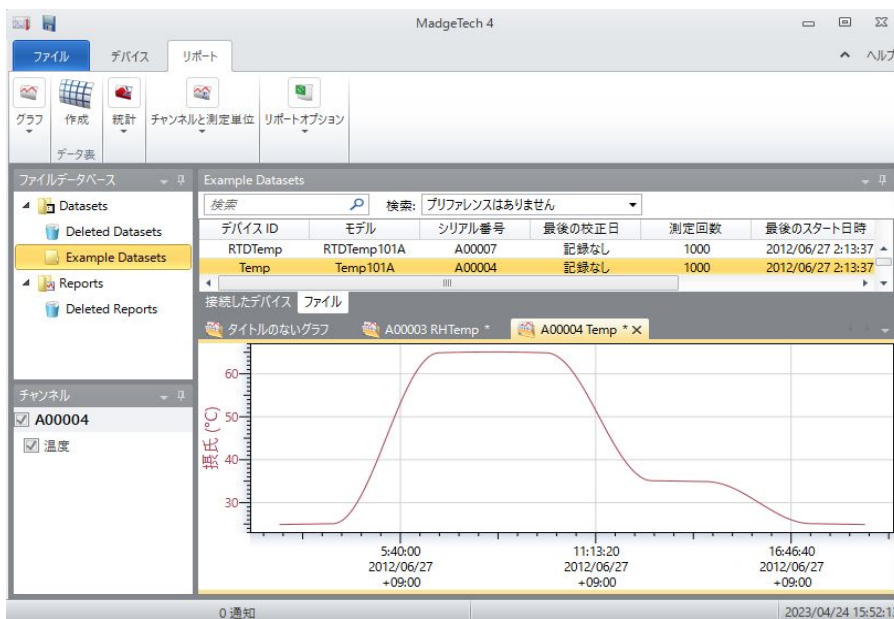 MadgeTech 4
ファイル デバイス リポート ヘルプ
グラフ 作成 統計 チャンネルと測定単位 リポートオプション
データ表
ファイルデータベース
Datasets
Deleted Datasets
Example Datasets
Reports
Deleted Reports
チャンネル
A00004
温度
Example Datasets
検索 検索: プリファレンスはありません
デバイス ID モデル シリアル番号 最後の校正日 測定回数 最後のスタート日時
RTDTemp RTDTemp101A A00007 記録なし 1000 2012/06/27 2:13:37
Temp Temp101A A00004 記録なし 1000 2012/06/27 2:13:37
接続したデバイス ファイル
タイトルのないグラフ A00003 RHTemp * A00004 Temp *
摂氏 (°C)
60
50
40
30
5:40:00 11:13:20 16:46:40
2012/06/27 2012/06/27 2012/06/27
+09:00 +09:00 +09:00
0 通知 2023/04/24 15:52:1